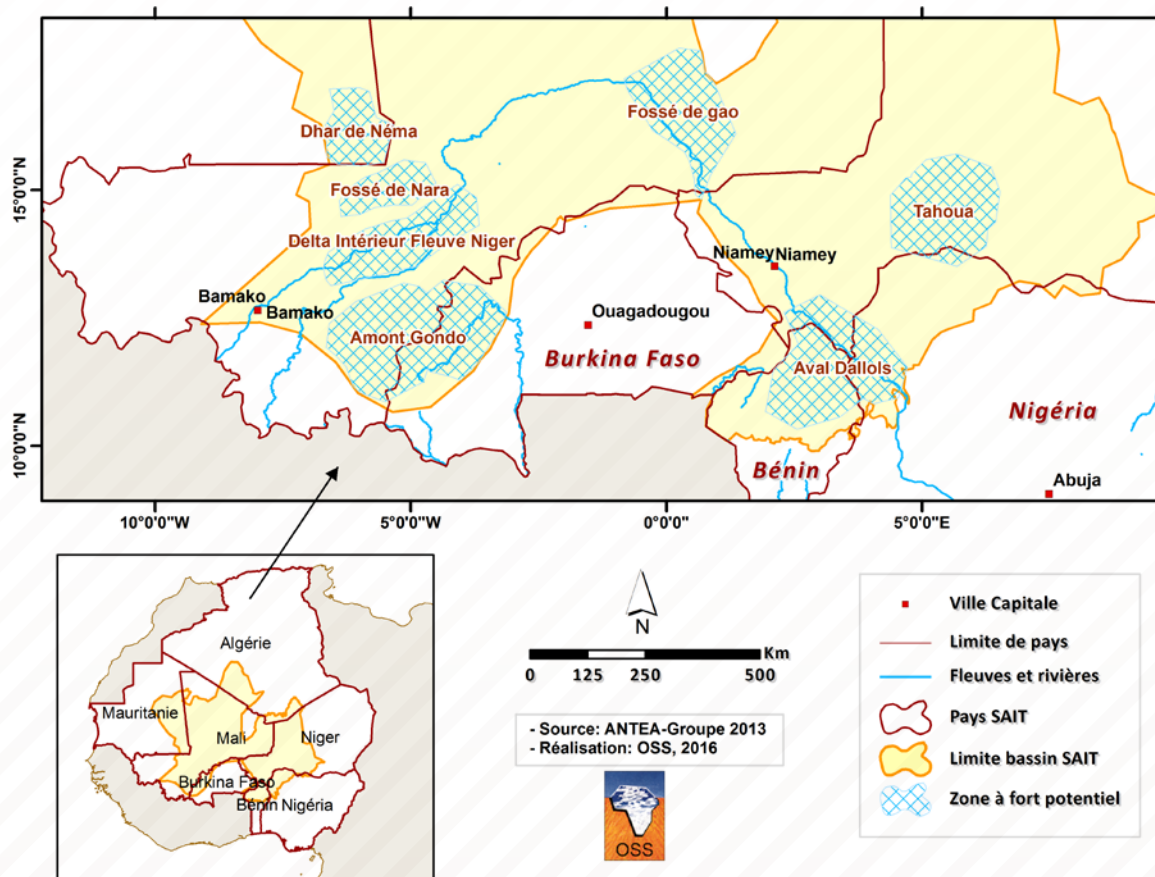 Fossé de gao
Dhar de Néma
Fossé de Nara
Tahoua
Delta Intérieur Fleuve Niger
Niamey
Niamey
Bamako
Bamako
Ouagadougou
Amont Gondo
Burkina Faso
Aval Dallols
Nigéria
Bénin
Abuja
15°0'0"N
10°0'0"N
10°0'0"W
5°0'0"W
0°0'0"
5°0'0"E
Algérie
Mauritanie
Mali
Niger
Burkina Faso
Bénin
Nigéria
N
Km
0 125 250 500
- Source: ANTEA-Groupe 2013
- Réalisation: OSS, 2016
OSS
Ville Capitale
Limite de pays
Fleuves et rivières
Pays SAIT
Limite bassin SAIT
Zone à fort potentiel